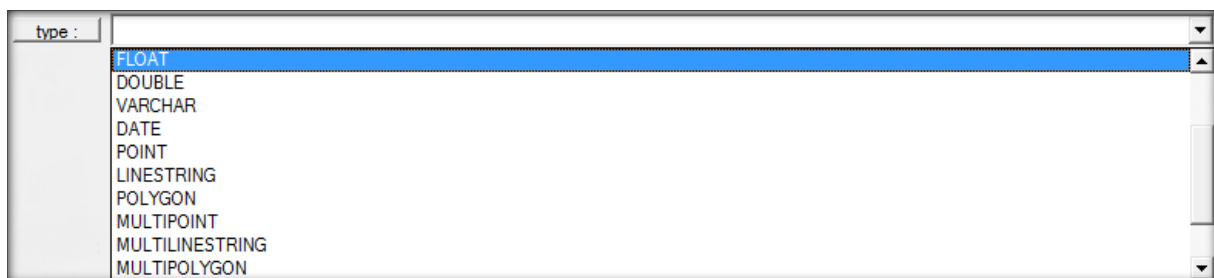 type :
FLOAT
DOUBLE
VARCHAR
DATE
POINT
LINESTRING
POLYGON
MULTIPOINT
MULTILINESTRING
MULTIPOLYGON